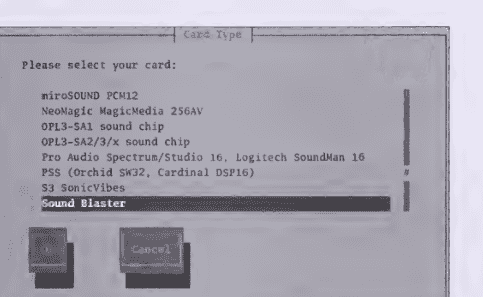 Card Type
Please select your card:
miroSOUND PCM12
NeoMagic MagicMedia 256AV
OPL3-SA1 sound chip
OPL3-SA2/3/x sound chip
Pro Audio Spectrum/Studio 16, Logitech SoundMan 16
PSS (Orchid SW32, Cardinal DSP16)
S3 SonicVibes
Sound Blaster
Cancel